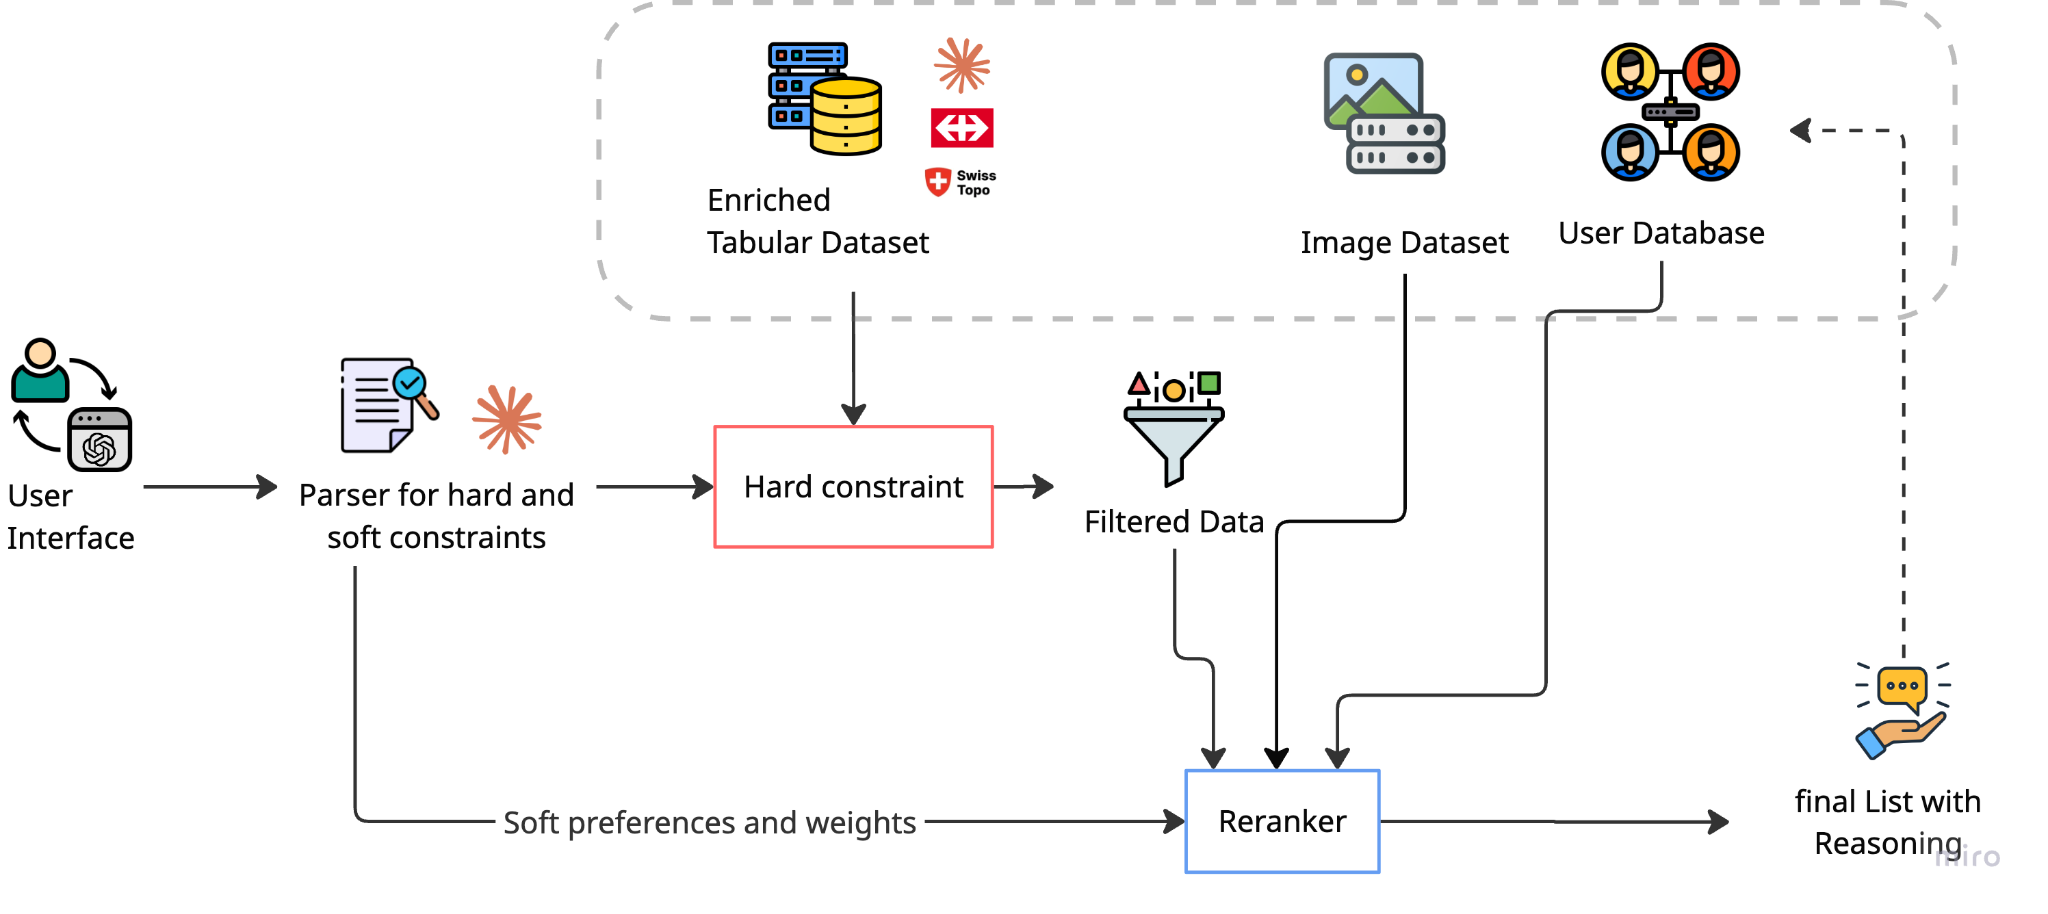 Swiss
Topo
Enriched
Tabular Dataset
Image Dataset
User Database
User
Interface
Parser for hard and
soft constraints
Hard constraint
Filtered Data
Soft preferences and weights
Reranker
final List with
Reasoning
miro